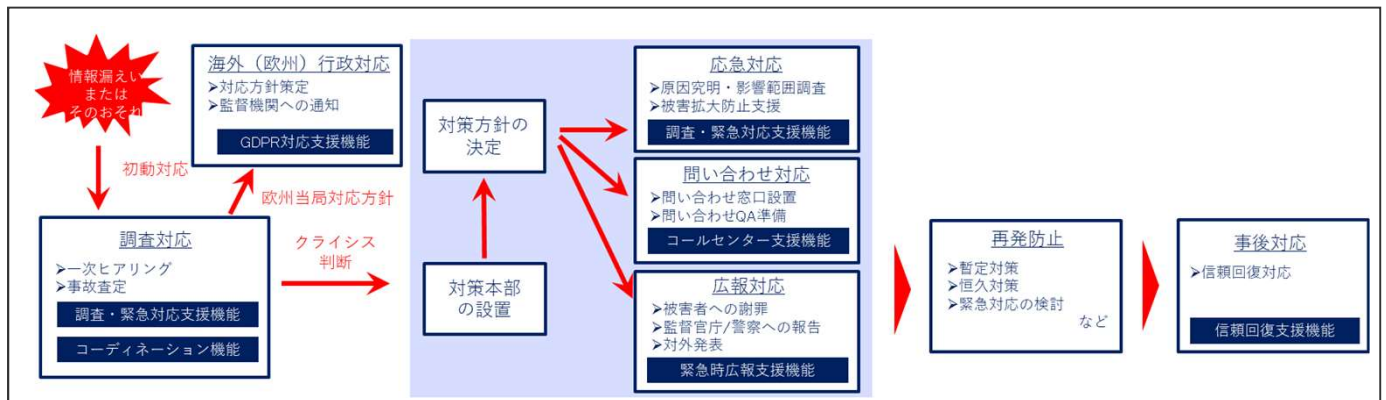 情報漏えい
または
そのおそれ
初動対応
海外（欧州）行政対応
➤対応方針策定
➤監督機関への通知
GDPR対応支援機能
欧州当局対応方針
調査対応
➤一次ヒアリング
➤事故査定
調査・緊急対応支援機能
コーディネーション機能
クライシス
判断
対策方針の
決定
対策本部
の設置
応急対応
➤原因究明・影響範囲調査
➤被害拡大防止支援
調査・緊急対応支援機能
問い合わせ対応
➤問い合わせ窓口設置
➤問い合わせQA準備
コールセンター支援機能
広報対応
➤被害者への謝罪
➤監督官庁/警察への報告
➤対外発表
緊急時広報支援機能
再発防止
➤暫定対策
➤恒久対策
➤緊急対応の検討
など
事後対応
➤信頼回復対応
信頼回復支援機能